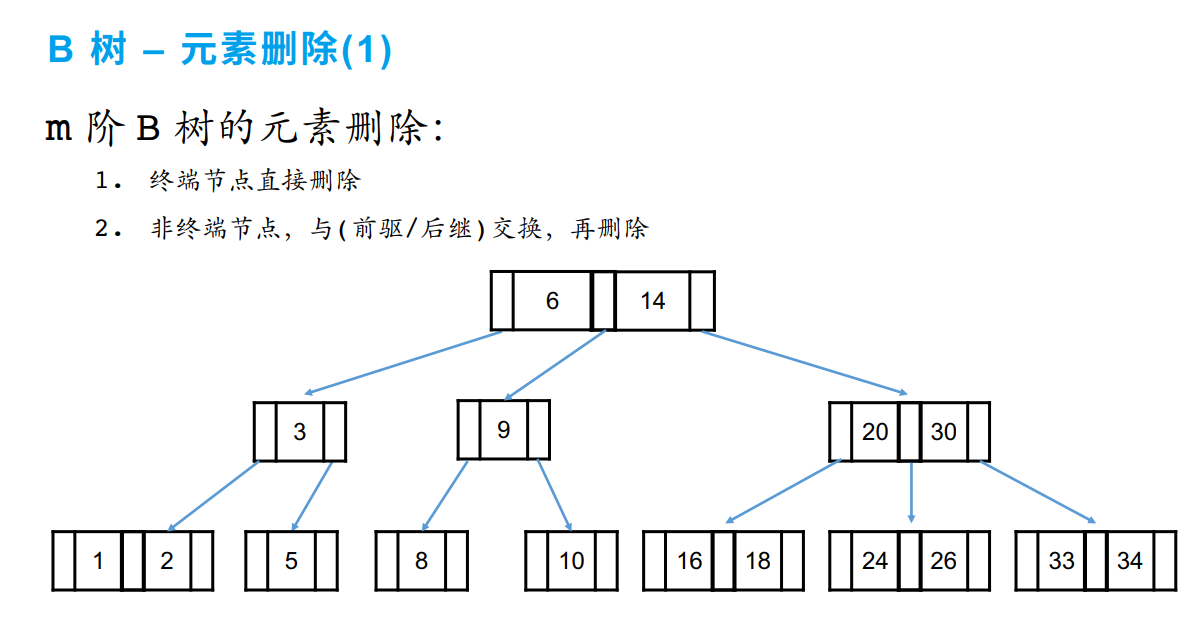 B 树 – 元素删除(1)
m 阶 B 树的元素删除:
1. 终端节点直接删除
2. 非终端节点，与(前驱/后继)交换，再删除
6 14
3 9 20 30
1 2 5 8 10 16 18 24 26 33 34